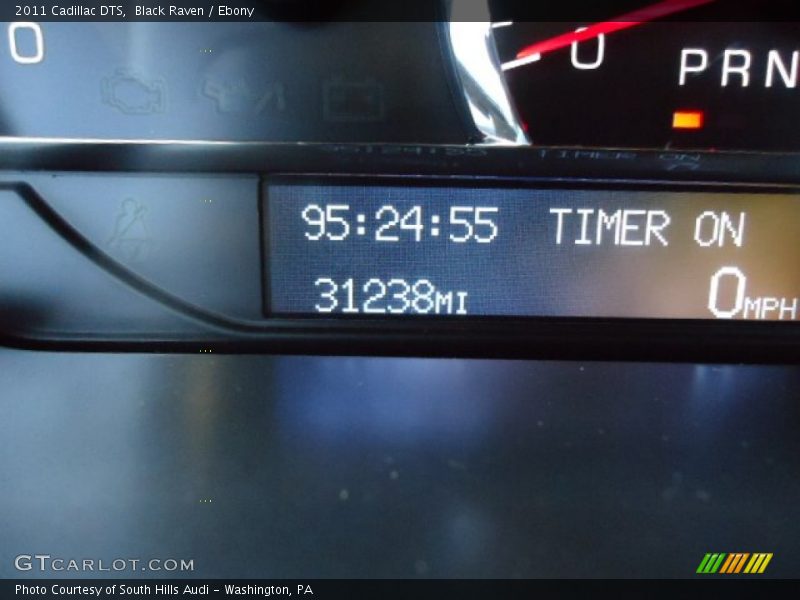 2011 Cadillac DTS, Black Raven / Ebony
0
0
PRN
95:24:55 TIMER ON
31238MI 0MPH
GTCARLOT.COM
Photo Courtesy of South Hills Audi - Washington, PA